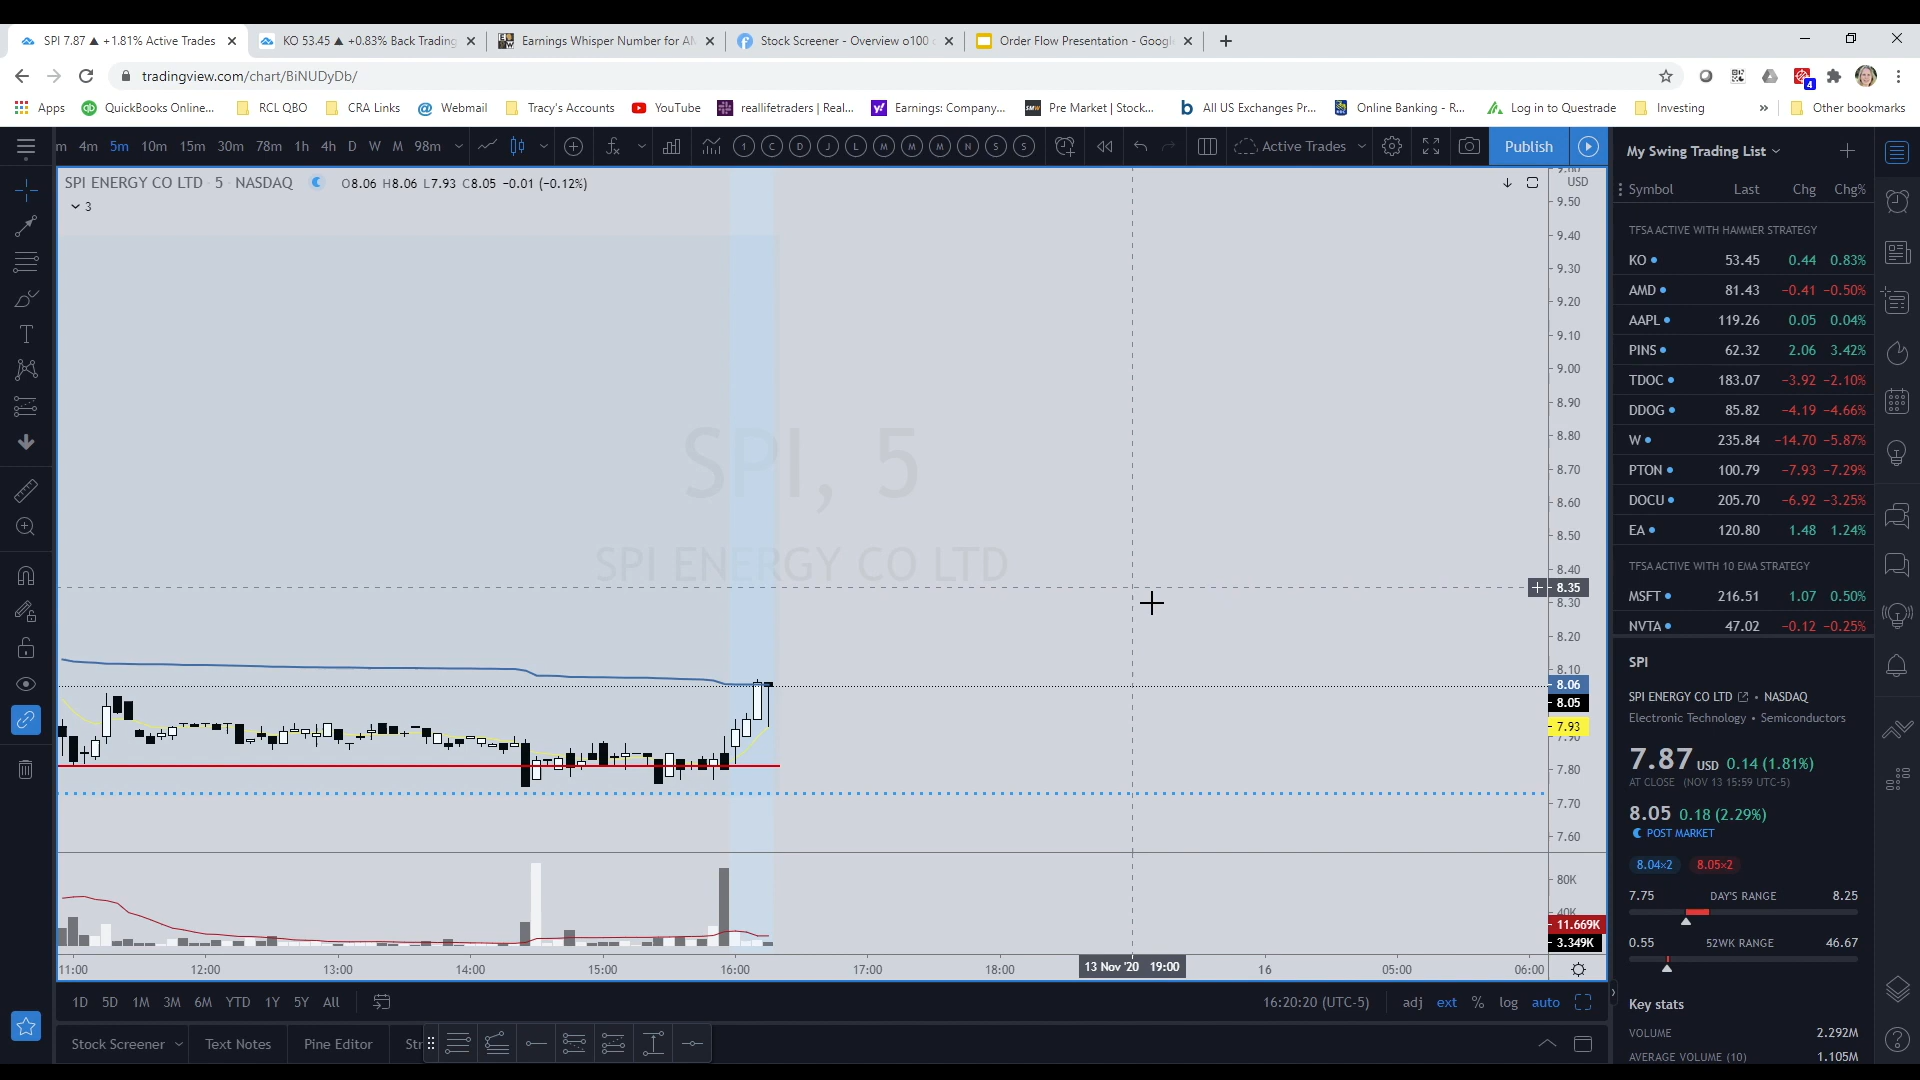 SPI 7.87 ▲ +1.81% Active Trades
KO 53.45 ▲ +0.83% Back Trading
Earnings Whisper Number for AM
Stock Screener - Overview o100
Order Flow Presentation - Google
tradingview.com/chart/BiNUDyDb/
4
Apps
QuickBooks Online...
RCL QBO
CRA Links
Webmail
Tracy's Accounts
YouTube
reallifetraders | Real...
Earnings: Company...
Pre Market | Stock...
All US Exchanges Pr...
Online Banking - R...
Log in to Questrade
Investing
»
Other bookmarks
m 4m 5m 10m 15m 30m 78m 1h 4h D W M 98m
1 C D J L M M M N S S
Active Trades
Publish
My Swing Trading List
SPI ENERGY CO LTD 5 NASDAQ
O8.06 H8.06 L7.93 C8.05 −0.01 (−0.12%)
3
USD
9.50
9.40
9.30
9.20
9.10
9.00
8.90
8.80
8.70
8.60
8.50
8.40
8.35
8.30
8.20
8.10
8.06
8.05
7.93
7.90
7.80
7.70
7.60
SPI, 5
SPI ENERGY CO LTD
80K
40K
11.669K
3.349K
11:00 12:00 13:00 14:00 15:00 16:00 17:00 18:00 13 Nov '20 19:00 16 05:00 06:00
1D 5D 1M 3M 6M YTD 1Y 5Y All
16:20:20 (UTC-5) adj ext % log auto
Stock Screener Text Notes Pine Editor Str
Symbol Last Chg Chg%
TFSA ACTIVE WITH HAMMER STRATEGY
KO 53.45 0.44 0.83%
AMD 81.43 −0.41 −0.50%
AAPL 119.26 0.05 0.04%
PINS 62.32 2.06 3.42%
TDOC 183.07 −3.92 −2.10%
DDOG 85.82 −4.19 −4.66%
W 235.84 −14.70 −5.87%
PTON 100.79 −7.93 −7.29%
DOCU 205.70 −6.92 −3.25%
EA 120.80 1.48 1.24%
TFSA ACTIVE WITH 10 EMA STRATEGY
MSFT 216.51 1.07 0.50%
NVTA 47.02 −0.12 −0.25%
SPI
SPI ENERGY CO LTD • NASDAQ
Electronic Technology • Semiconductors
7.87 USD 0.14 (1.81%)
AT CLOSE (NOV 13 15:59 UTC-5)
8.05 0.18 (2.29%)
POST MARKET
8.04×2 8.05×2
7.75 DAY'S RANGE 8.25
0.55 52WK RANGE 46.67
Key stats
VOLUME 2.292M
AVERAGE VOLUME (10) 1.105M